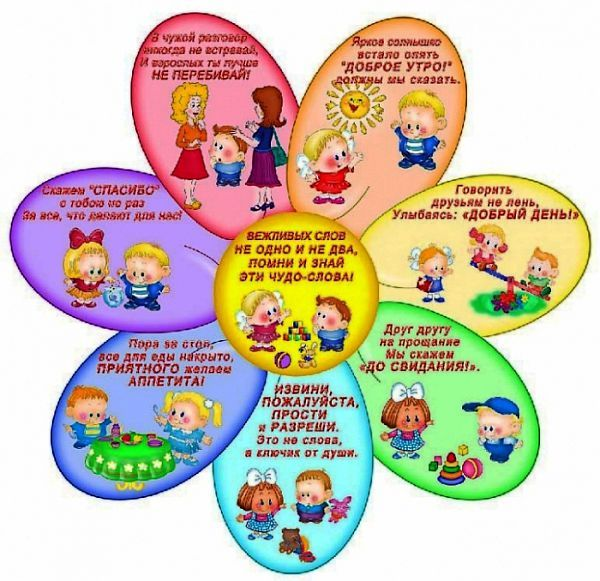 В чужой разговор
никогда не встревай,
И взрослых ты лучше
НЕ ПЕРЕБИВАЙ!
Яркое солнышко
встало опять
"ДОБРОЕ УТРО!"
должны мы сказать.
Скажем "СПАСИБО"
с тобою не раз
За все, что делают для нас!
ВЕЖЛИВЫХ СЛОВ
НЕ ОДНО И НЕ ДВА,
ПОМНИ И ЗНАЙ
ЭТИ ЧУДО-СЛОВА!
Говорить
друзьям не лень,
Улыбаясь: «ДОБРЫЙ ДЕНЬ!»
Пора за стол,
все для еды накрыто,
ПРИЯТНОГО желаем
АППЕТИТА!
ИЗВИНИ,
ПОЖАЛУЙСТА,
ПРОСТИ
и РАЗРЕШИ.
Это не слова,
а ключик от души.
Друг другу
на прощание
Мы скажем
«ДО СВИДАНИЯ!».